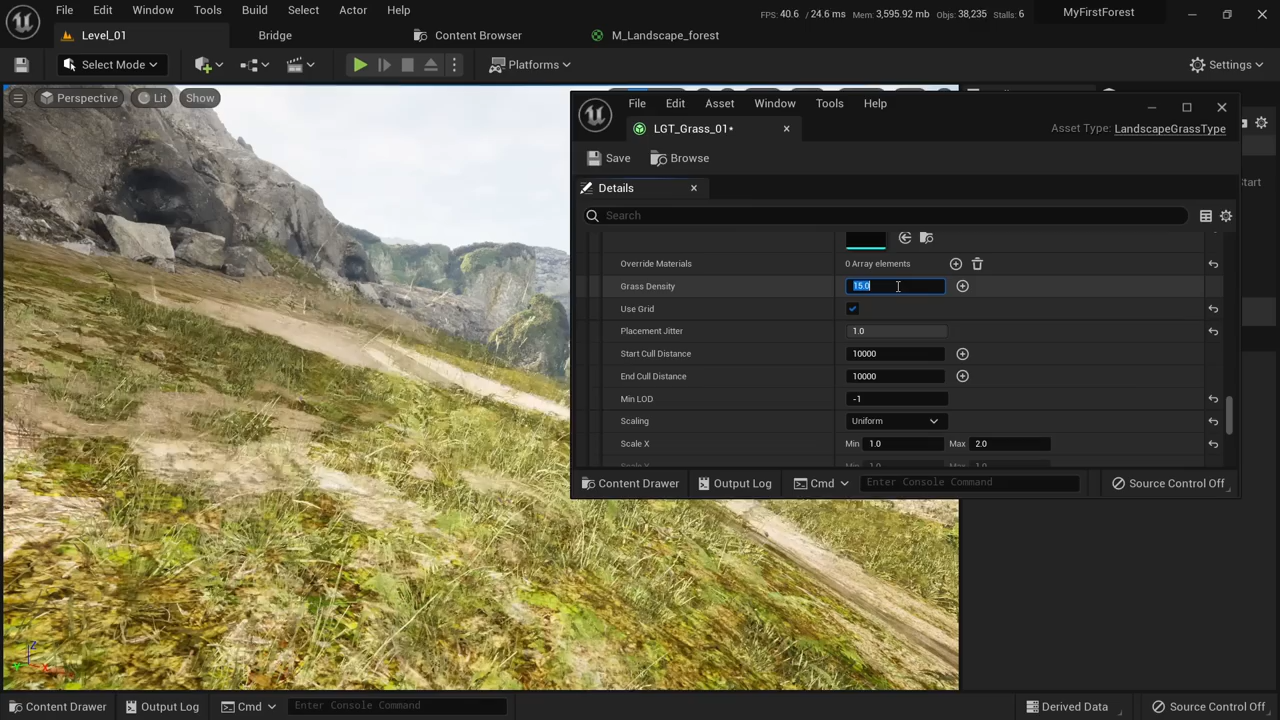 File Edit Window Tools Build Select Actor Help
FPS: 40.6 / 24.6 ms Mem: 3,595.92 mb Objs: 38,235 Stalls: 6
MyFirstForest
Level_01
Bridge
Content Browser
M_Landscape_forest
Select Mode
Platforms
Settings
Perspective
Lit
Show
File Edit Asset Window Tools Help
LGT_Grass_01*
Asset Type: LandscapeGrassType
Save
Browse
Details
Search
Override Materials 0 Array elements
Grass Density 15.0
Use Grid
Placement Jitter 1.0
Start Cull Distance 10000
End Cull Distance 10000
Min LOD -1
Scaling Uniform
Scale X Min 1.0 Max 2.0
Content Drawer Output Log Cmd Enter Console Command Source Control Off
Z
X
Content Drawer Output Log Cmd Enter Console Command Derived Data Source Control Off